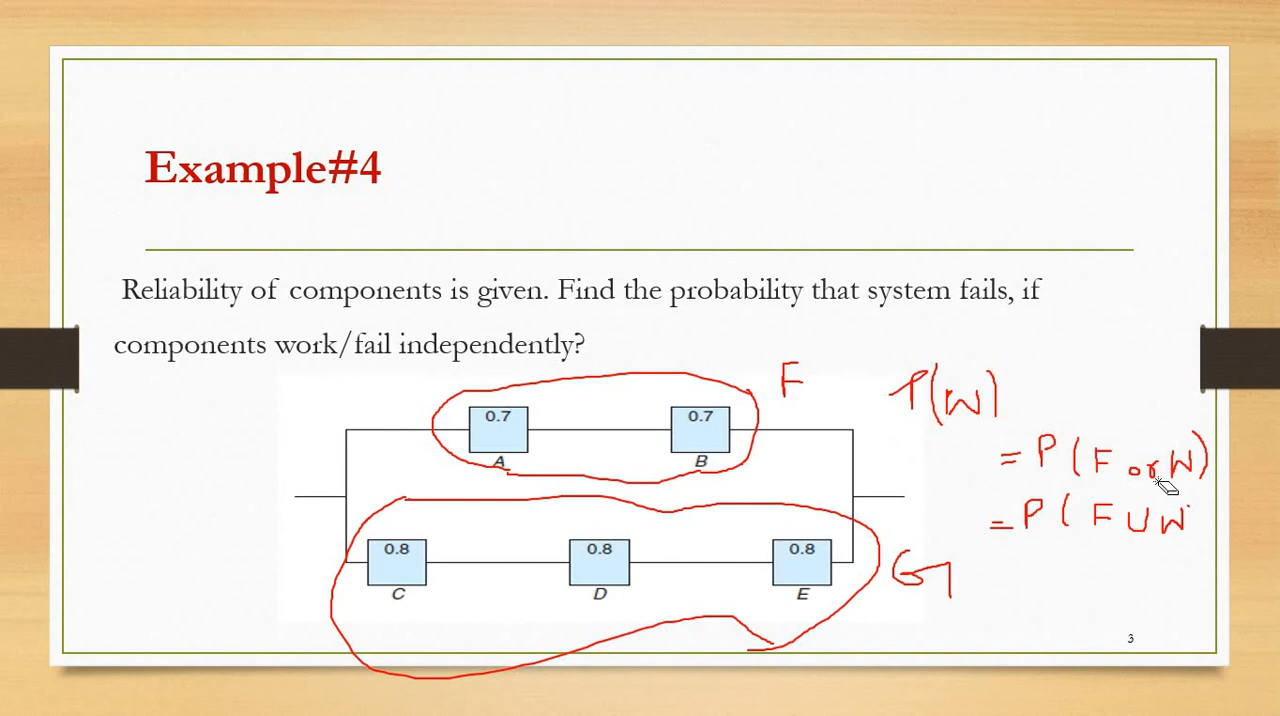 Example#4
Reliability of components is given. Find the probability that system fails, if
components work/fail independently?
F
P(W)
0.7 0.7
A B
= P ( F or W)
= P ( F U W
0.8 0.8 0.8
G
C D E
3